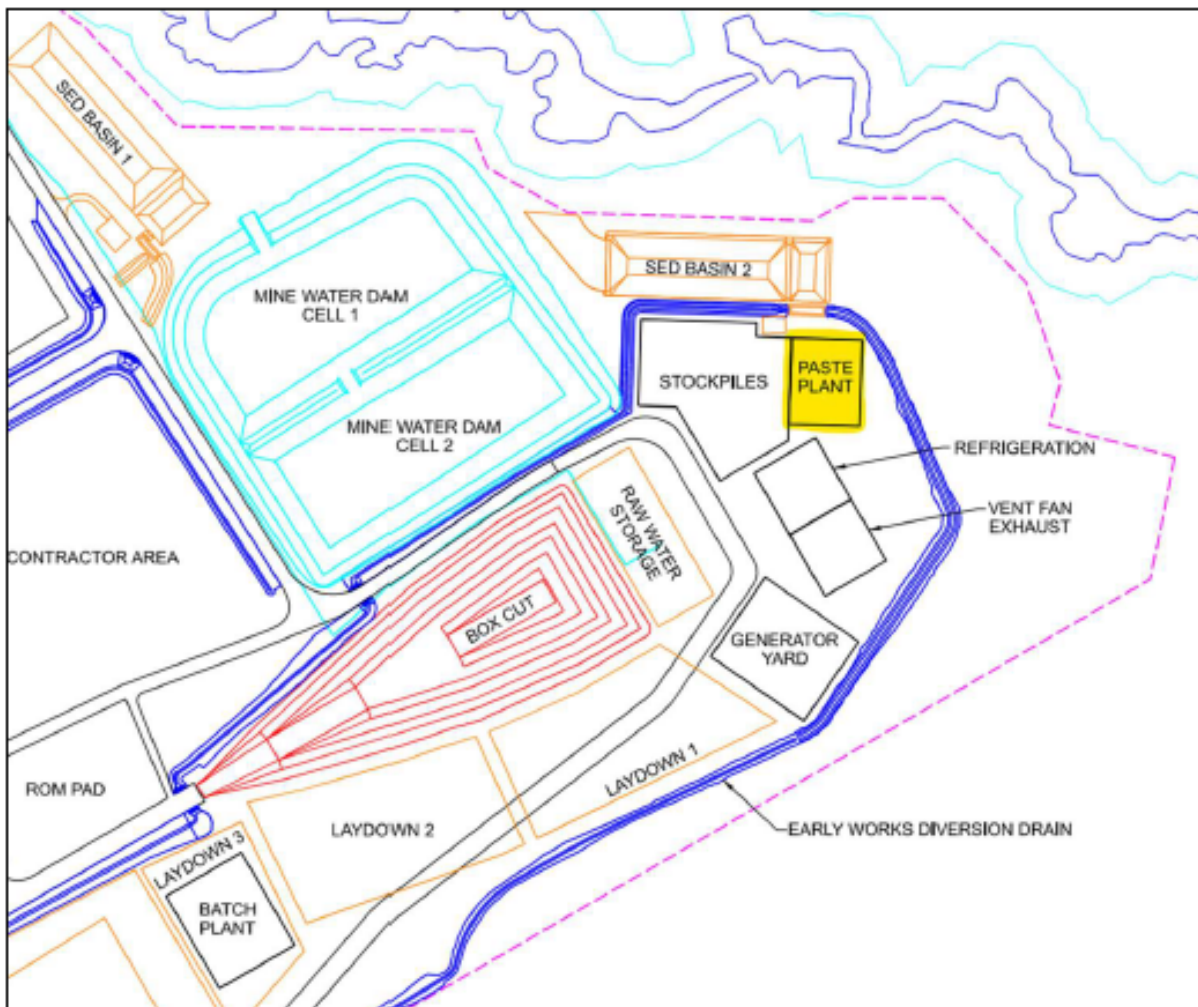 SED BASIN 1
MINE WATER DAM
CELL 1
SED BASIN 2
STOCKPILES
PASTE
PLANT
MINE WATER DAM
CELL 2
REFRIGERATION
RAW WATER
STORAGE
VENT FAN
EXHAUST
CONTRACTOR AREA
BOX CUT
GENERATOR
YARD
LAYDOWN 1
ROM PAD
LAYDOWN 2
EARLY WORKS DIVERSION DRAIN
LAYDOWN 3
BATCH
PLANT